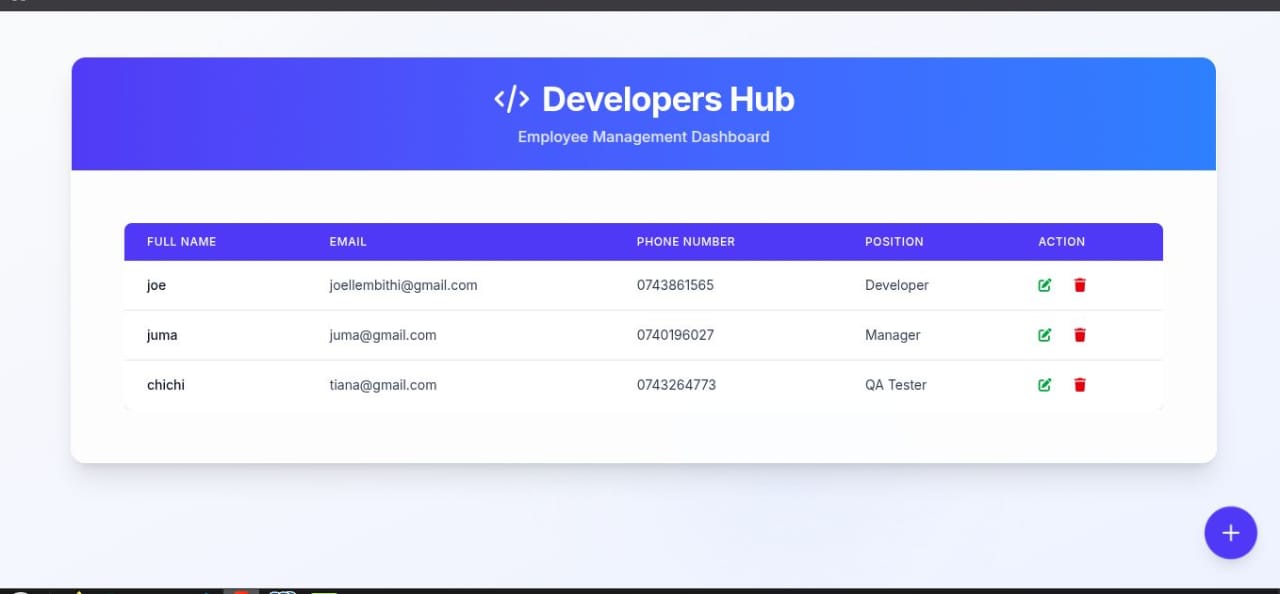 </> Developers Hub
Employee Management Dashboard
FULL NAME EMAIL PHONE NUMBER POSITION ACTION
joe joellembithi@gmail.com 0743861565 Developer
juma juma@gmail.com 0740196027 Manager
chichi tiana@gmail.com 0743264773 QA Tester